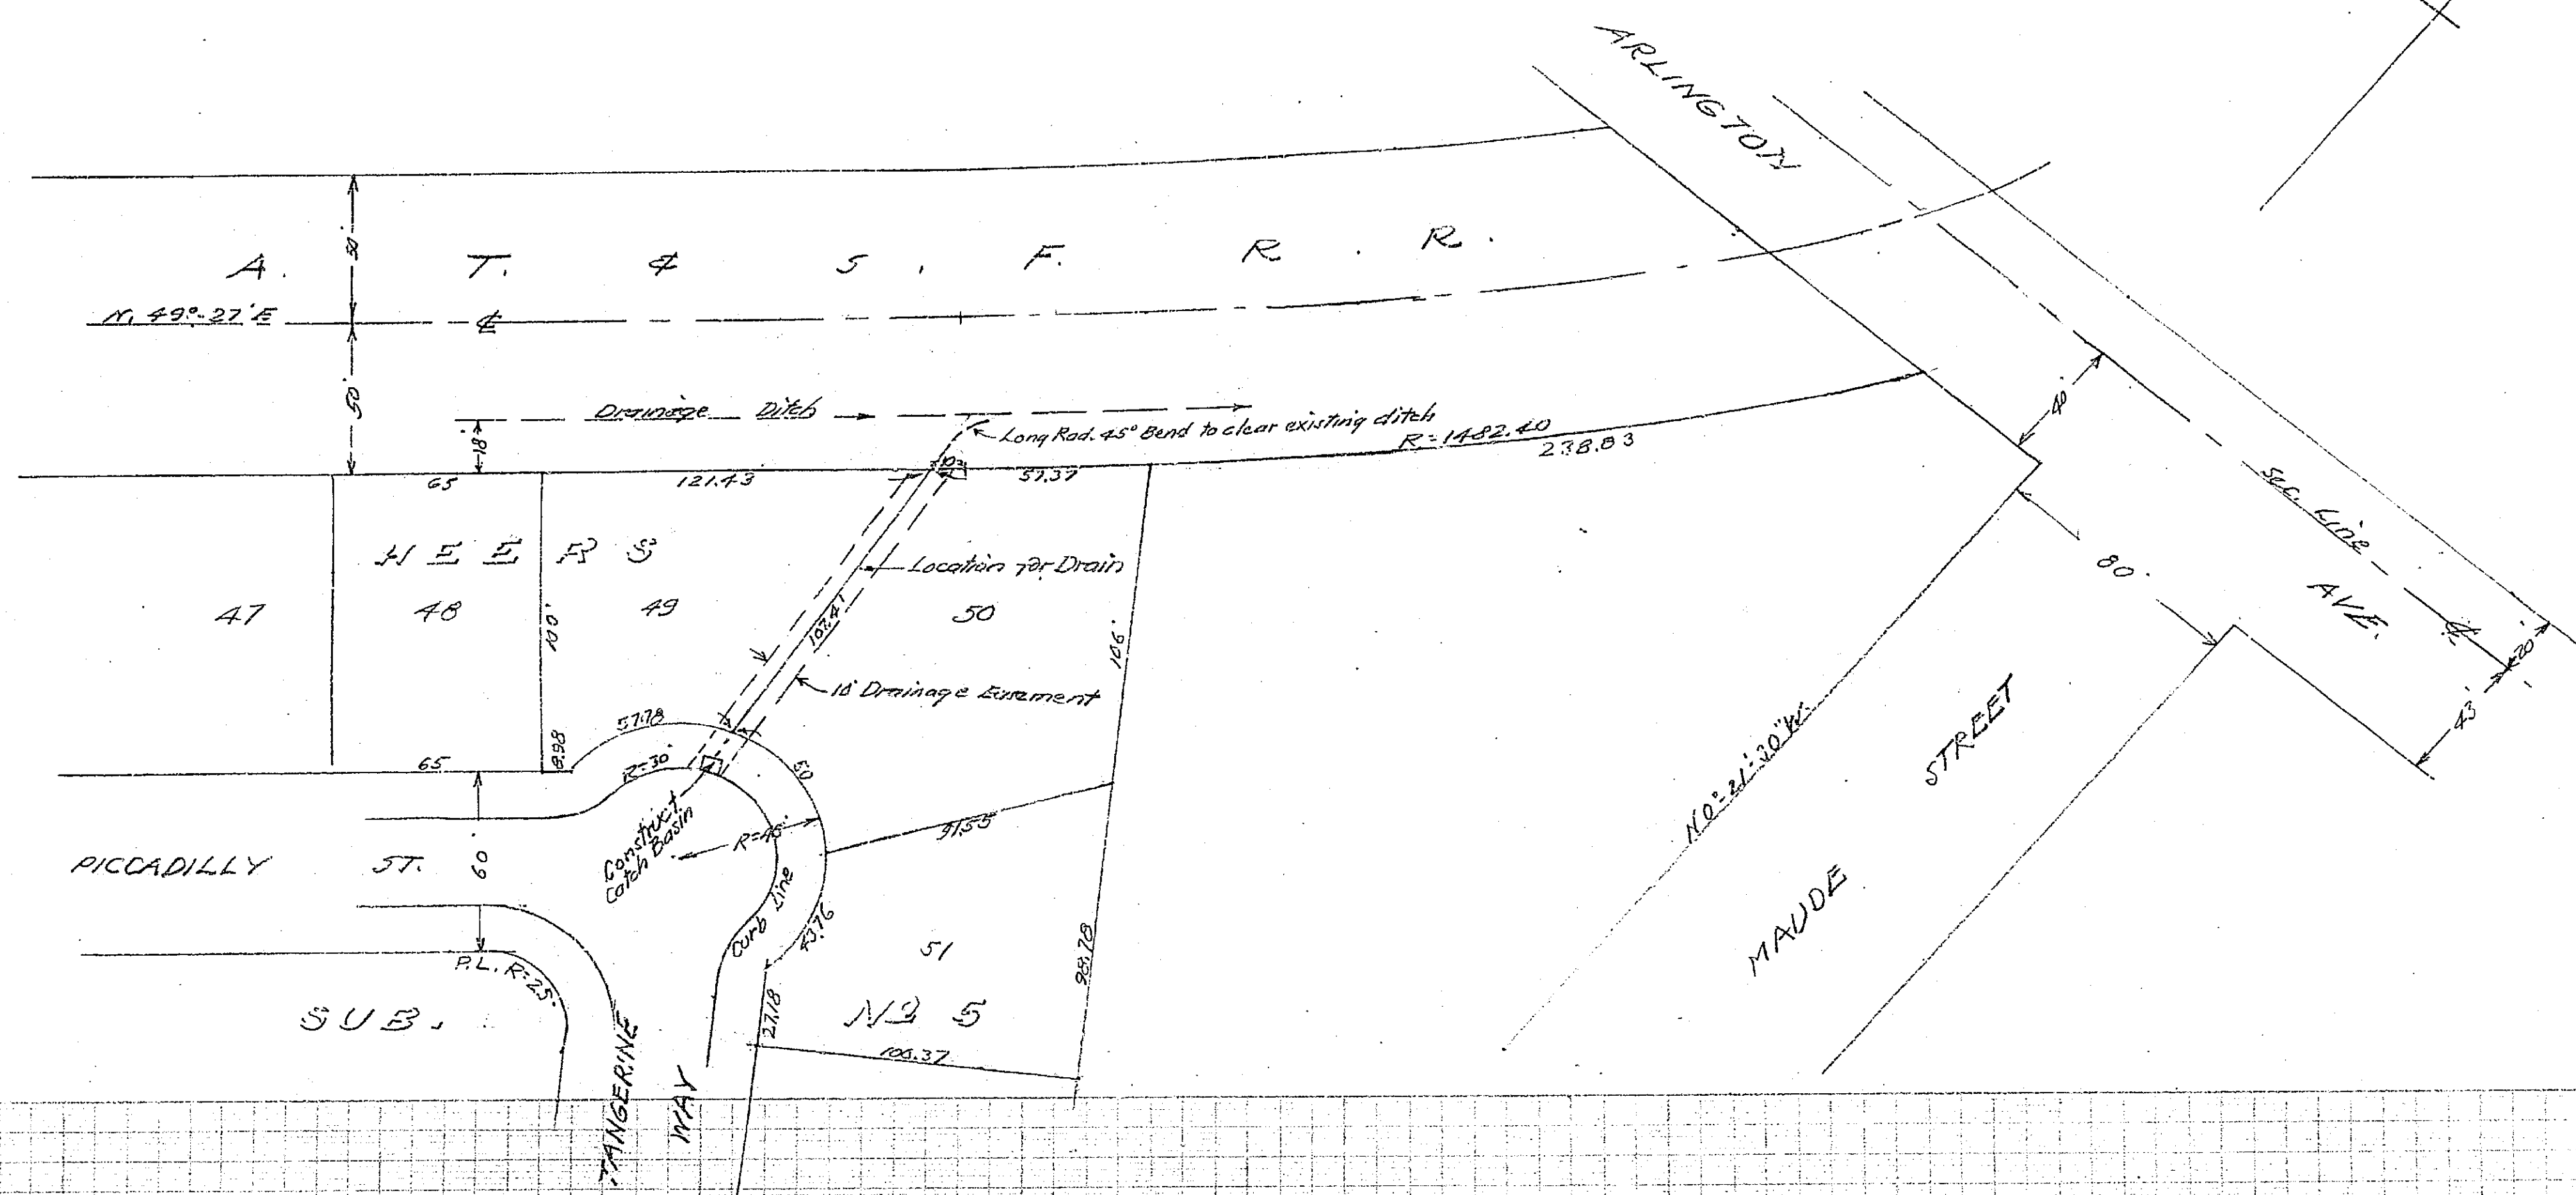 ARLINGTON
50'
A. T. & S. F. R. R.
N. 49°-27' E
℄
50'
Drainage Ditch
18'
Long Rad. 45° Bend to clear existing ditch
R=1482.40
238.83
40'
65
121.43
57.37
Sec. Line
HEERS
Location for Drain
80'
47
48
100'
49
102.41
50
106'
AVE.
℄
20'
43'
10' Drainage Easement
57.78
8.98
65
R=30'
50
N.0°-21'-30"W.
STREET
Construct
Catch Basin
R=45'
91.55
PICCADILLY ST.
60'
Curb Line
43.76
MAUDE
51
98.78
P.L. R=25'
27.18
SUB.
Nº 5
100.37
TANGERINE
WAY